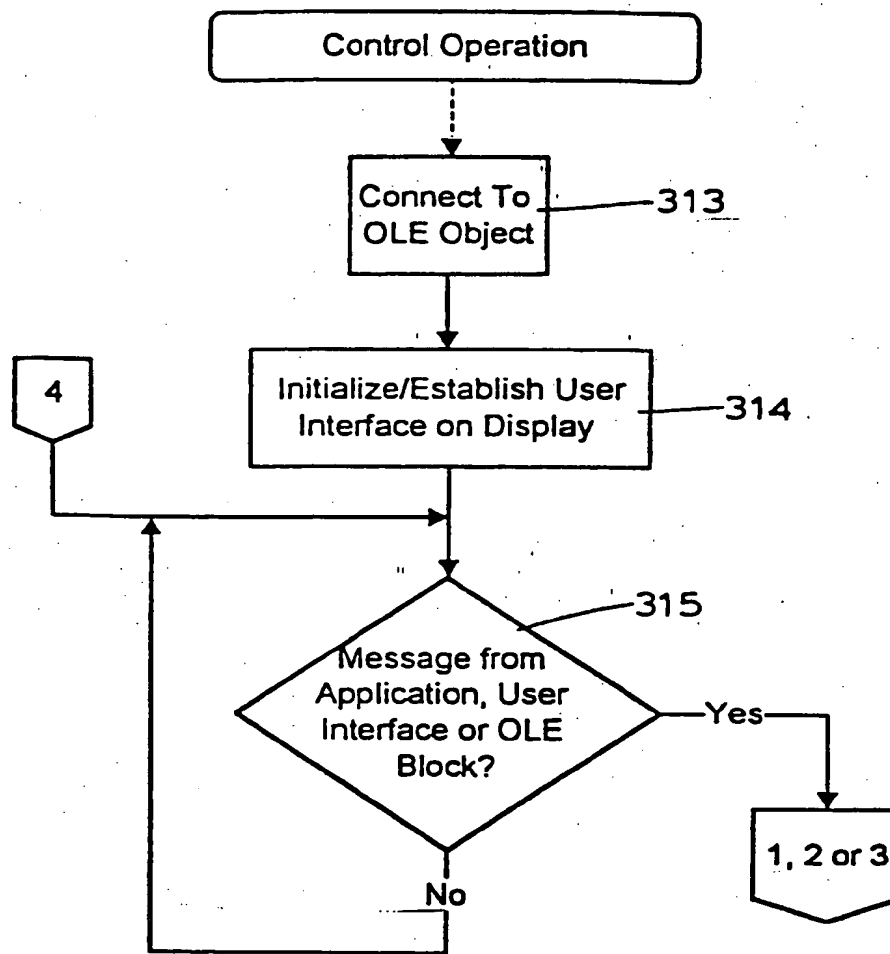 Control Operation
Connect To
OLE Object
313
Initialize/Establish User
Interface on Display
314
4
315
Message from
Application, User
Interface or OLE
Block?
Yes
1, 2 or 3
No